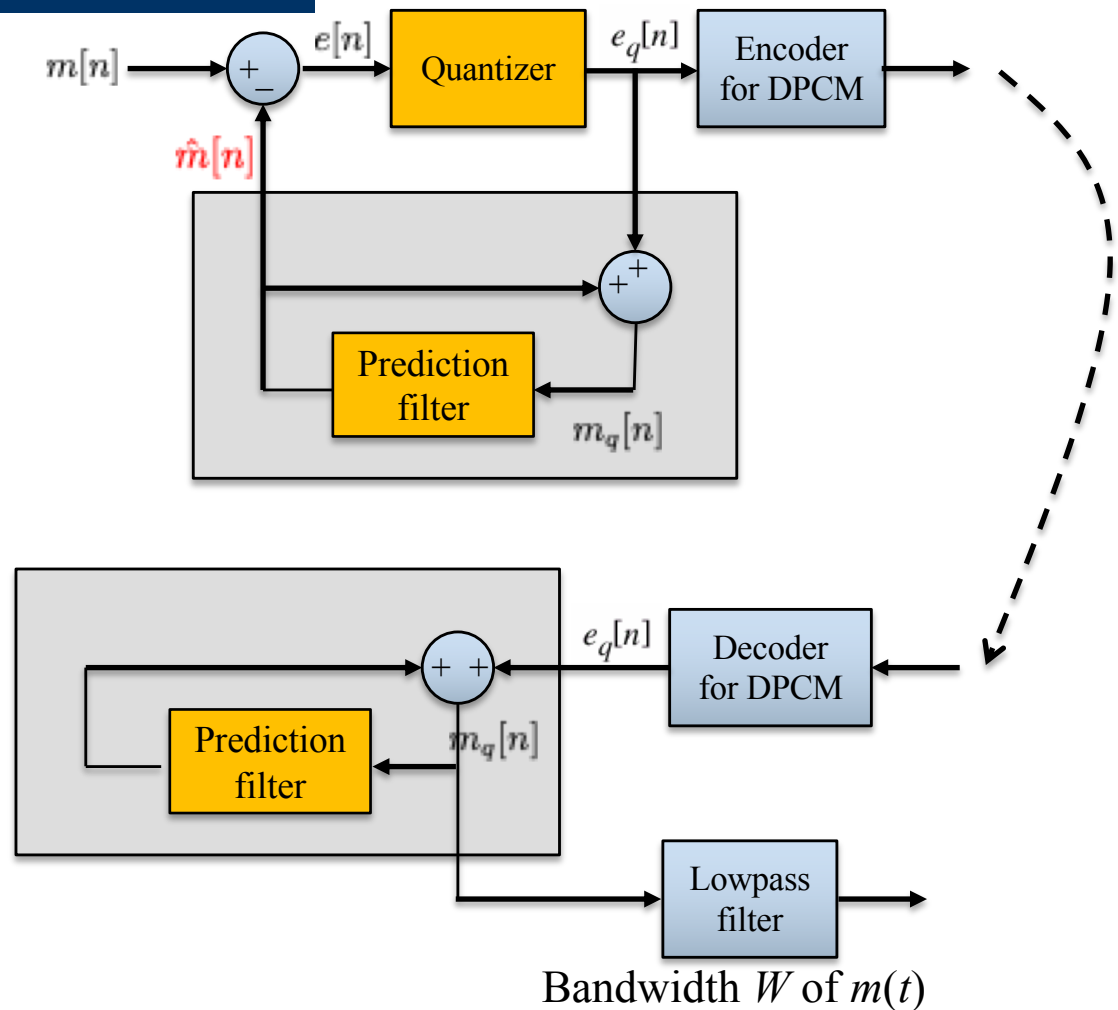 m[n]
+
−
e[n]
Quantizer
e_q[n]
Encoder
for DPCM
m̂[n]
+
+
Prediction
filter
m_q[n]
+ +
e_q[n]
Decoder
for DPCM
Prediction
filter
m_q[n]
Lowpass
filter
Bandwidth W of m(t)